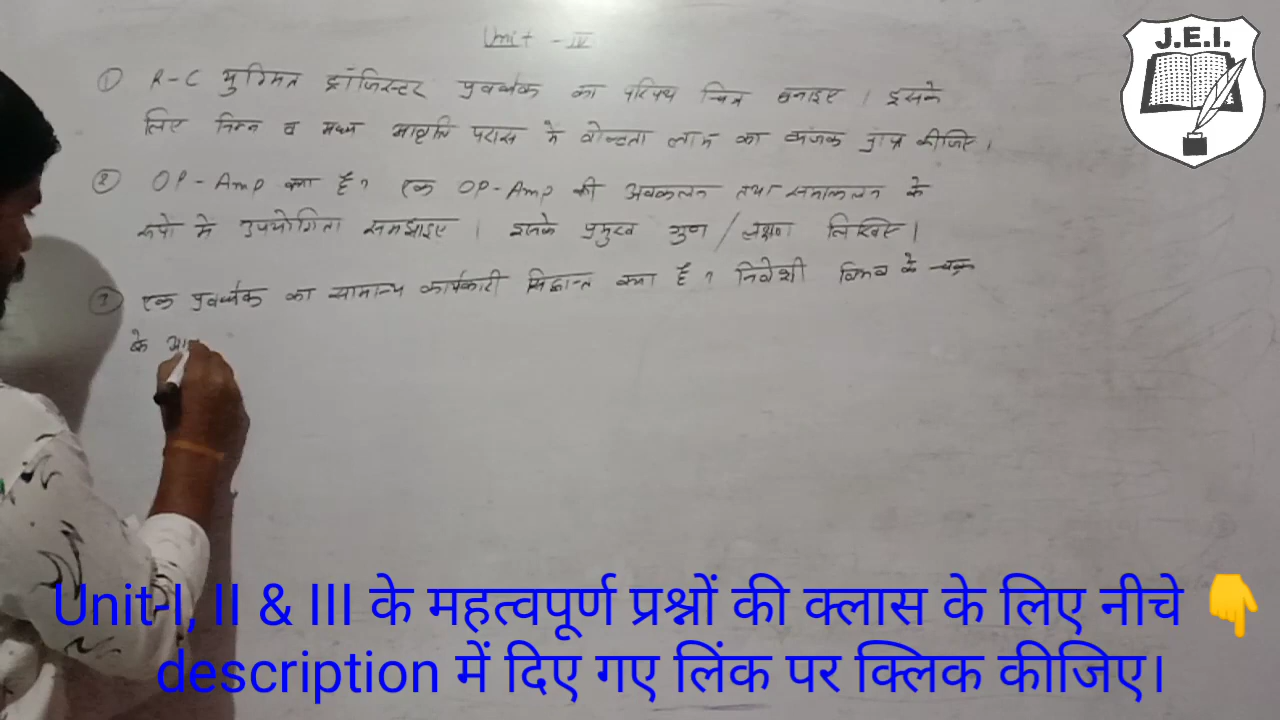 Unit - IV
J.E.I.
① R-C युग्मित ट्रांजिस्टर प्रवर्धक का परिपथ चित्र बनाइए । इसके
लिए निम्न व मध्य आवृत्ति परास में वोल्टता लाभ का व्यंजक प्राप्त कीजिए।
② OP-Amp क्या है? एक OP-Amp की अवकलन तथा समाकलन के
रूपों में उपयोगिता समझाइए । इसके प्रमुख गुण / लक्षण लिखिए।
③ एक प्रवर्धक का सामान्य कार्यकारी सिद्धान्त क्या है ? निवेशी विभव के चक्र
के
Unit-I, II & III के महत्वपूर्ण प्रश्नों की क्लास के लिए नीचे 👇
description में दिए गए लिंक पर क्लिक कीजिए।